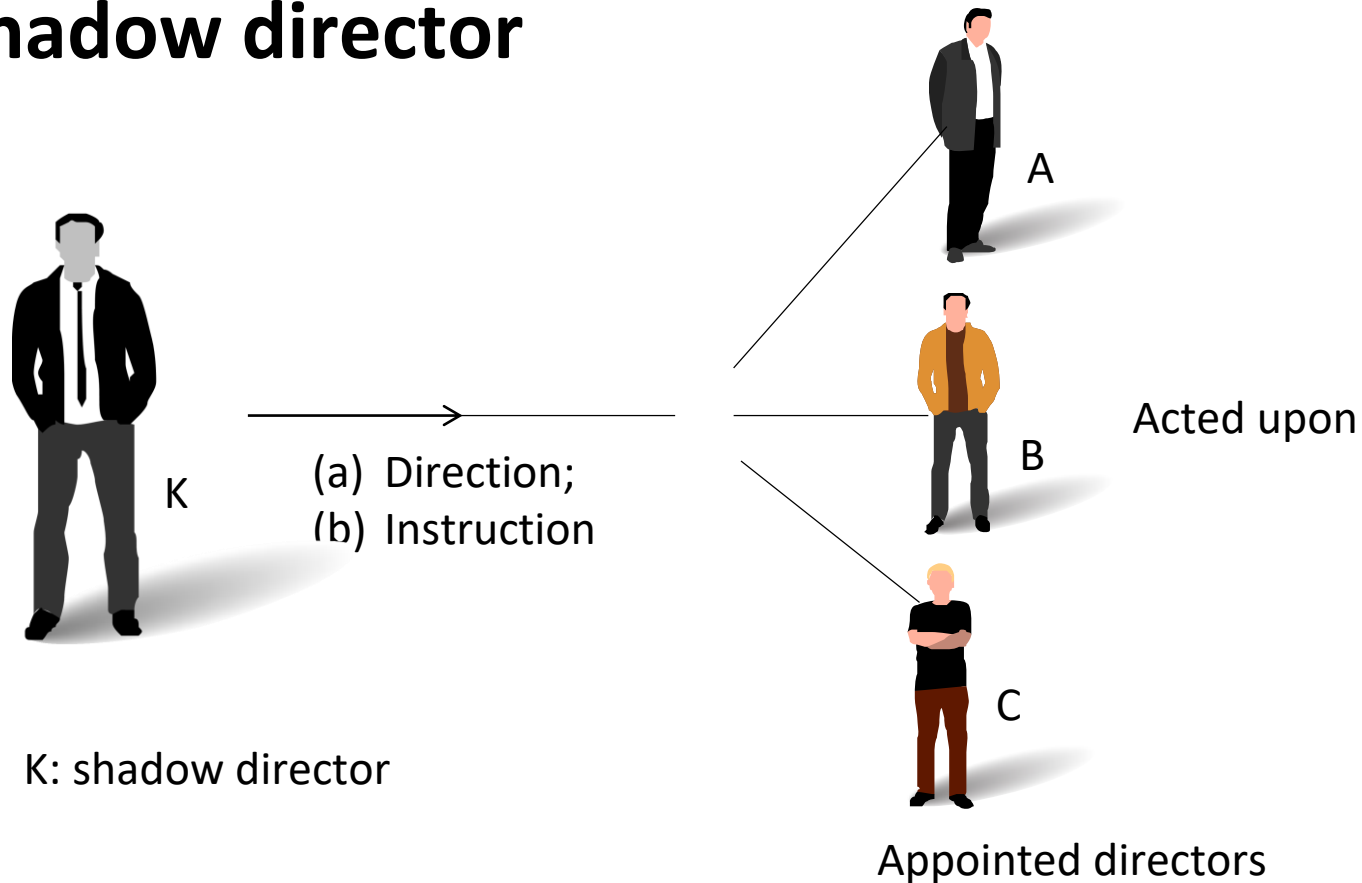 hadow director
A
K
(a) Direction;
(b) Instruction
B
Acted upon
C
K: shadow director
Appointed directors